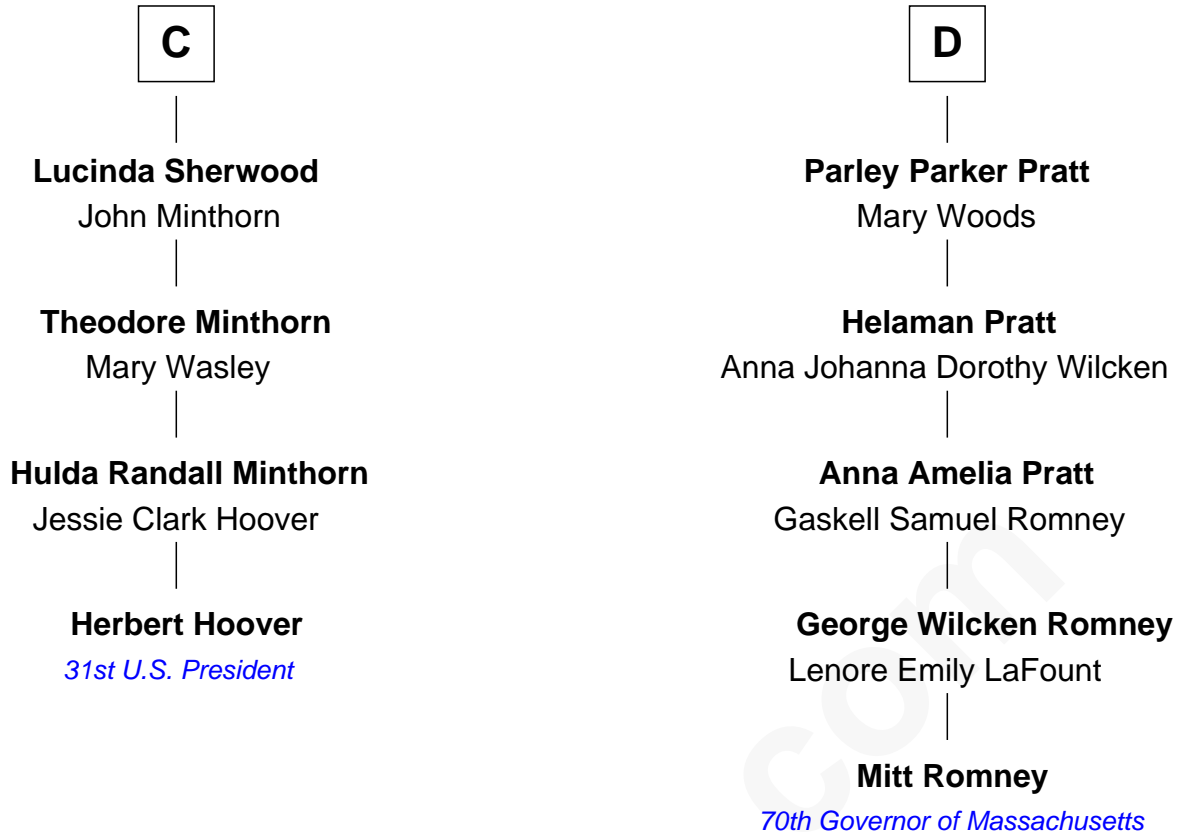 C
Lucinda Sherwood
John Minthorn
Theodore Minthorn
Mary Wasley
Hulda Randall Minthorn
Jessie Clark Hoover
Herbert Hoover
31st U.S. President
D
Parley Parker Pratt
Mary Woods
Helaman Pratt
Anna Johanna Dorothy Wilcken
Anna Amelia Pratt
Gaskell Samuel Romney
George Wilcken Romney
Lenore Emily LaFount
Mitt Romney
70th Governor of Massachusetts
com